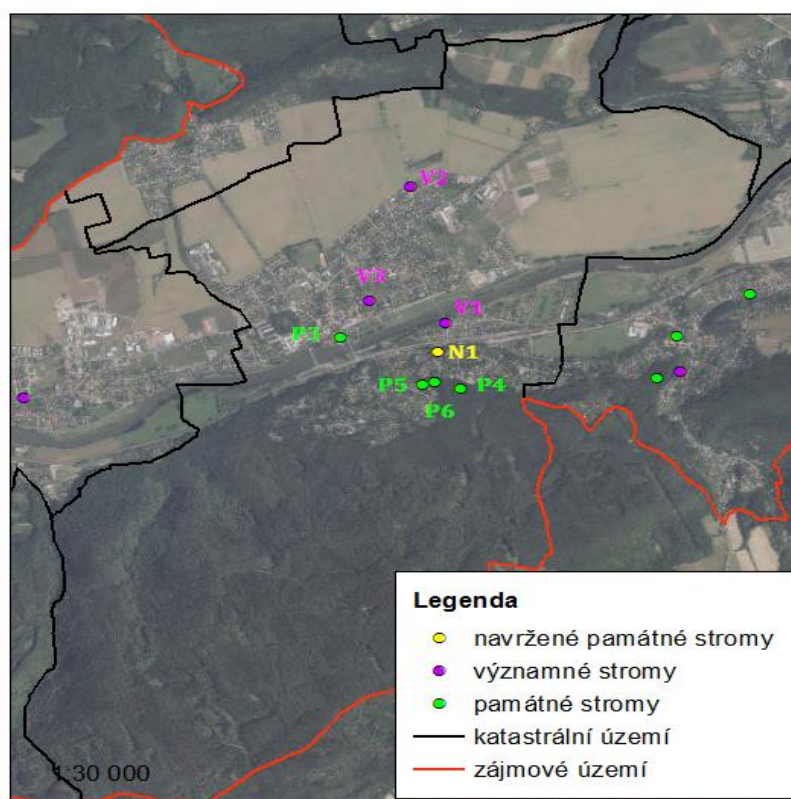 V2
V3
V1
P3
N1
P5
P4
P6
Legenda
navržené památné stromy
významné stromy
památné stromy
katastrální území
zájmové území
1:30 000